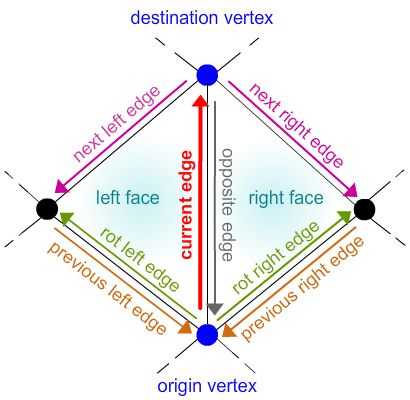 destination vertex
next left edge
next right edge
left face
current edge
opposite edge
right face
rot left edge
rot right edge
previous left edge
previous right edge
origin vertex